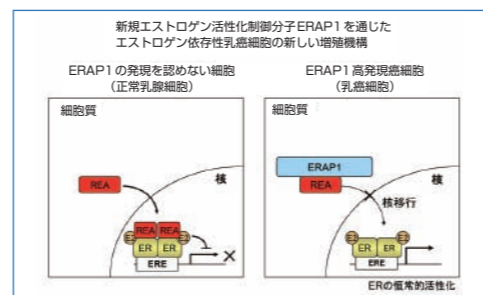 新規エストロゲン活性化制御分子ERAP1を通じた
エストロゲン依存性乳癌細胞の新しい増殖機構
ERAP1の発現を認めない細胞
(正常乳腺細胞)
ERAP1高発現癌細胞
(乳癌細胞)
細胞質
核
REA
REA REA
E2 ER ER E2
ERE
細胞質
ERAP1
REA
核
核移行
E2 ER ER E2
ERE
ERの恒常的活性化